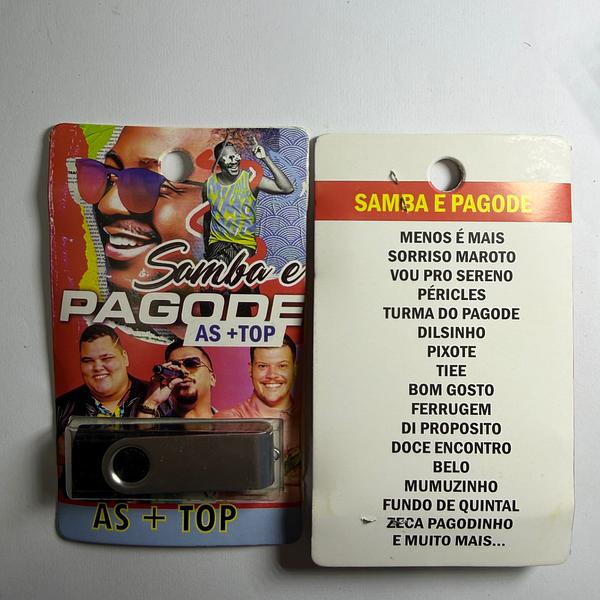 Samba e
PAGODE
AS +TOP
AS + TOP
SAMBA E PAGODE
MENOS É MAIS
SORRISO MAROTO
VOU PRO SERENO
PÉRICLES
TURMA DO PAGODE
DILSINHO
PIXOTE
TIEE
BOM GOSTO
FERRUGEM
DI PROPOSITO
DOCE ENCONTRO
BELO
MUMUZINHO
FUNDO DE QUINTAL
ZECA PAGODINHO
E MUITO MAIS...